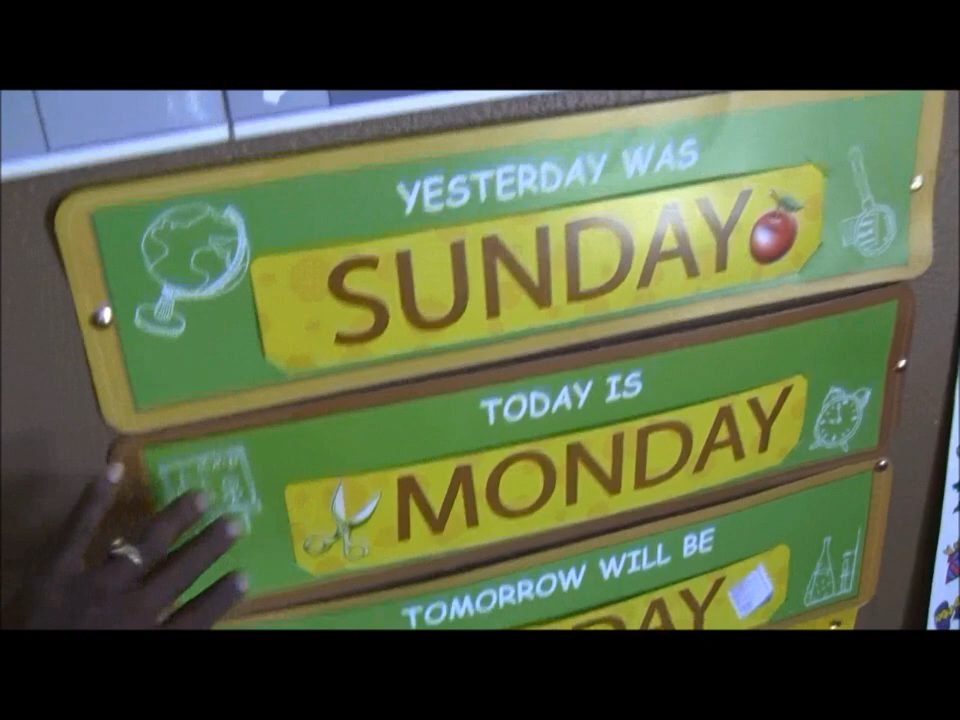 YESTERDAY WAS
SUNDAY
TODAY IS
MONDAY
TOMORROW WILL BE